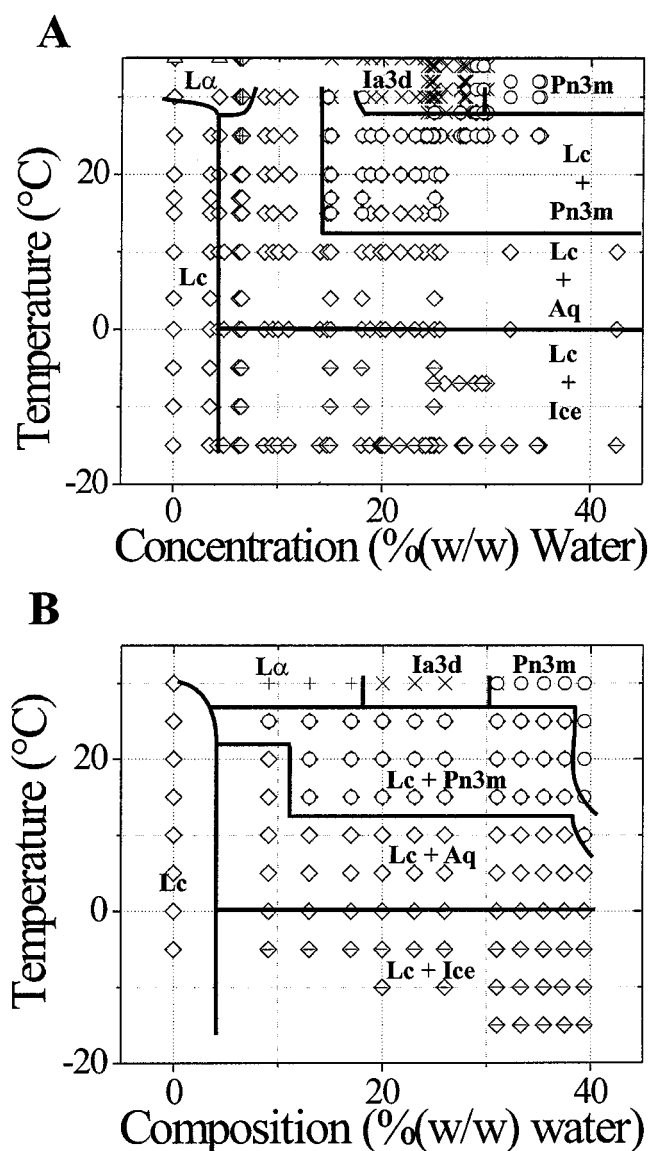 A
Lα
Ia3d
Pn3m
Lc
+
Pn3m
Lc
Lc
+
Aq
Lc
+
Ice
20
0
-20
Temperature (°C)
0
20
40
Concentration (%(w/w) Water)
B
Lα
Ia3d
Pn3m
Lc + Pn3m
Lc + Aq
Lc
Lc + Ice
20
0
-20
Temperature (°C)
0
20
40
Composition (%(w/w) water)